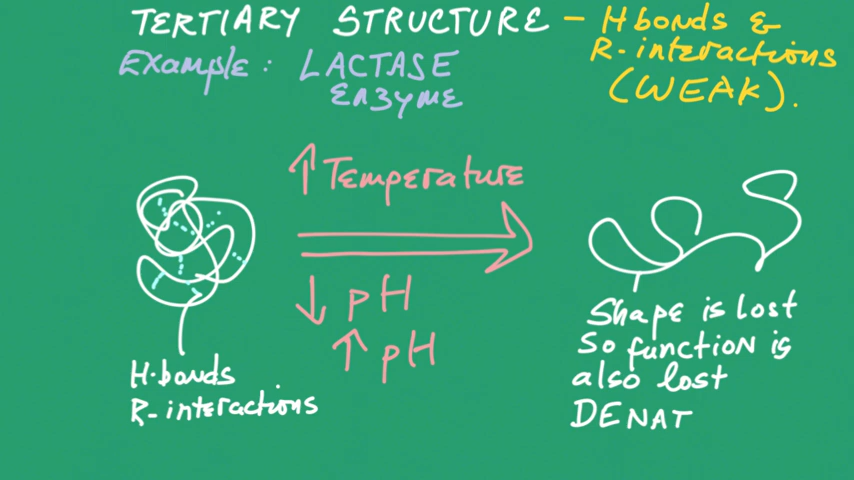 TERTIARY STRUCTURE - H bonds &
R-interactions
(WEAK).
Example: LACTASE
ENZYME
↑ Temperature
↓ pH
↑ pH
H-bonds
R-interactions
Shape is lost
So function is
also lost
DENAT